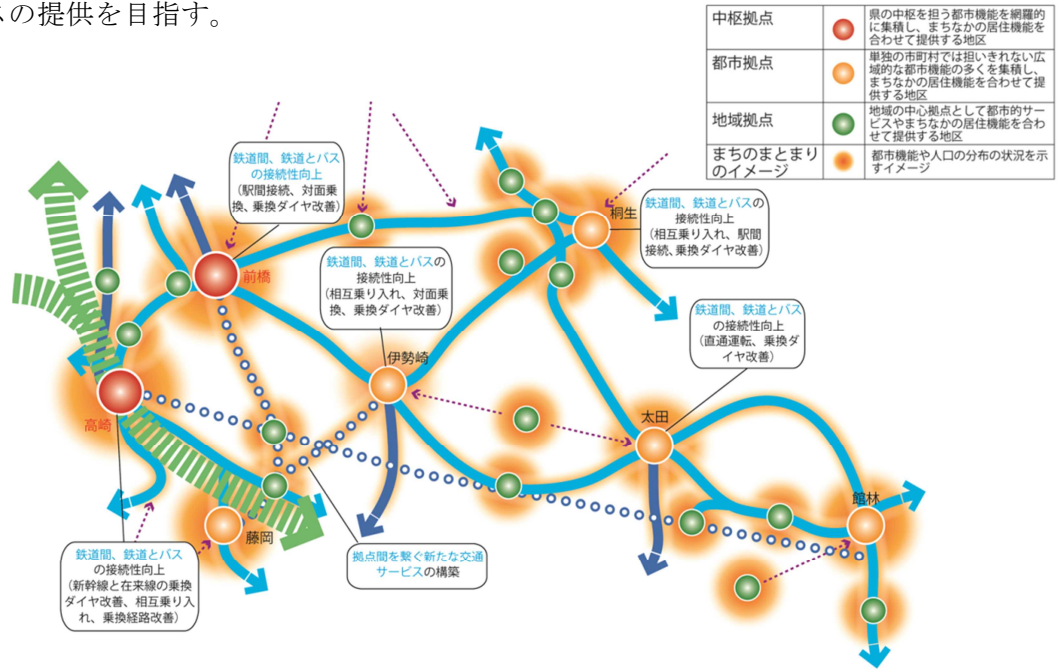 スの提供を目指す。
中枢拠点
県の中枢を担う都市機能を網羅的
に集積し、まちなかの居住機能を
合わせて提供する地区
都市拠点
単独の市町村では担いきれない広
域的な都市機能の多くを集積し、
まちなかの居住機能を合わせて提
供する地区
地域拠点
地域の中心拠点として都市的サー
ビスやまちなかの居住機能を合わ
せて提供する地区
まちのまとまり
のイメージ
都市機能や人口の分布の状況を示
すイメージ
鉄道間、鉄道とバス
の接続性向上
(駅間接続、対面乗
換、乗換ダイヤ改善)
桐生
鉄道間、鉄道とバスの
接続性向上
(相互乗り入れ、駅間
接続、乗換ダイヤ改善)
前橋
鉄道間、鉄道とバスの
接続性向上
(相互乗り入れ、対面乗
換、乗換ダイヤ改善)
鉄道間、鉄道とバス
の接続性向上
(直通運転、乗換ダ
イヤ改善)
伊勢崎
高崎
太田
館林
藤岡
鉄道間、鉄道とバス
の接続性向上
(新幹線と在来線の乗換
ダイヤ改善、相互乗り入
れ、乗換経路改善)
拠点間を繋ぐ新たな交通
サービスの構築